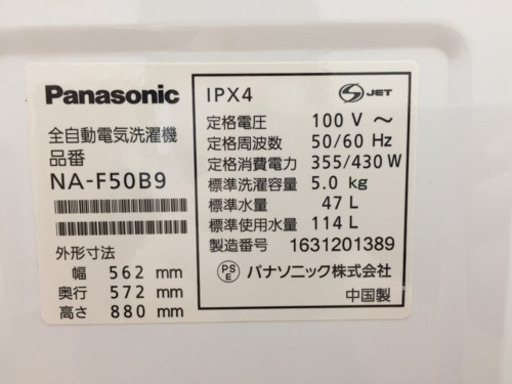 Panasonic
全自動電気洗濯機
品番
NA-F50B9
外形寸法
幅 562 mm
奥行 572 mm
高さ 880 mm
IPX4
S JET
定格電圧 100 V ～
定格周波数 50/60 Hz
定格消費電力 355/430 W
標準洗濯容量 5.0 kg
標準水量 47 L
標準使用水量 114 L
製造番号 1631201389
PS E パナソニック株式会社
中国製